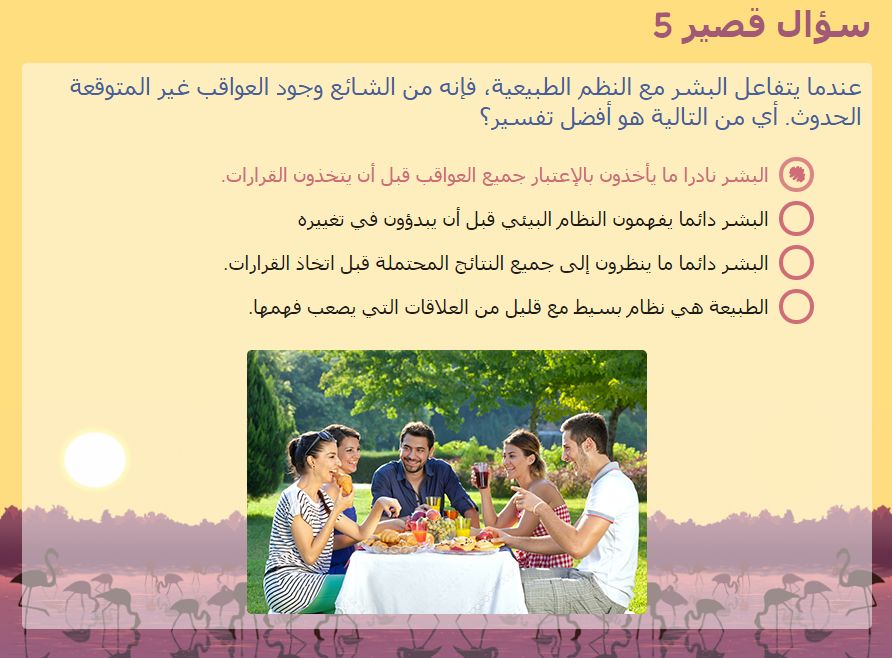 سؤال قصير 5
عندما يتفاعل البشر مع النظم الطبيعية، فإنه من الشائع وجود العواقب غير المتوقعة
الحدوث. أي من التالية هو أفضل تفسير؟
البشر نادرا ما يأخذون بالإعتبار جميع العواقب قبل أن يتخذون القرارات.
البشر دائما يفهمون النظام البيئي قبل أن يبدؤون في تغييره
البشر دائما ما ينظرون إلى جميع النتائج المحتملة قبل اتخاذ القرارات.
الطبيعة هي نظام بسيط مع قليل من العلاقات التي يصعب فهمها.